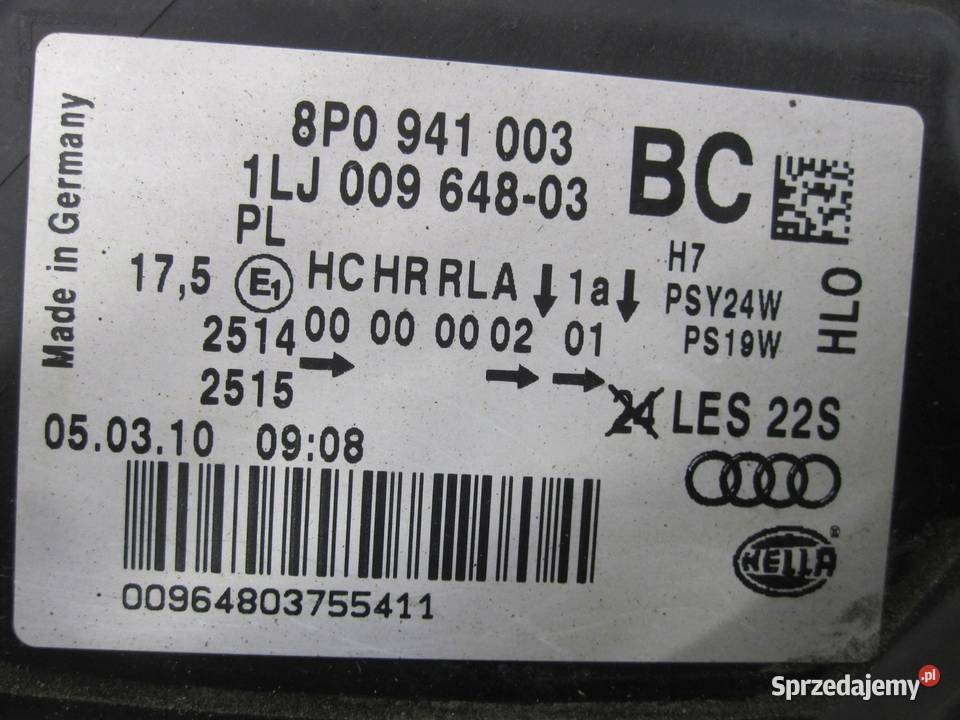 Made in Germany
8P0 941 003
BC
1LJ 009 648-03
PL
17,5 E1 HC HR RL A ↓ 1a ↓
H7
PSY24W
PS19W
HLO
2514 00 00 00 02 01
→ → →
2515
24 LES 22S
05.03.10 09:08
00964803755411
HELLA ®
Sprzedajemy .pl